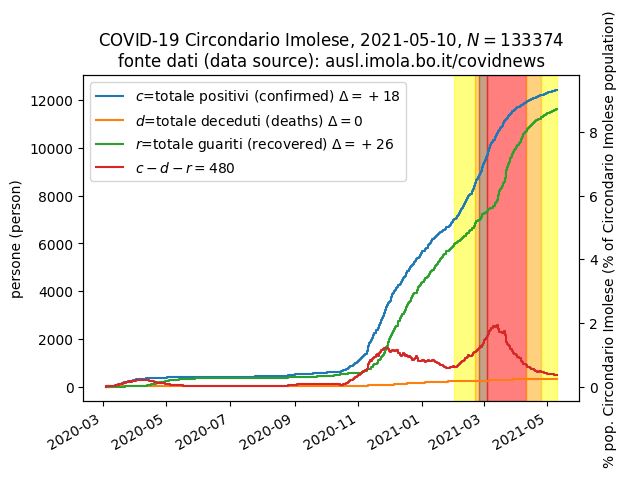 COVID-19 Circondario Imolese, 2021-05-10, N = 133374
fonte dati (data source): ausl.imola.bo.it/covidnews
c=totale positivi (confirmed) Δ = +18
d=totale deceduti (deaths) Δ = 0
r=totale guariti (recovered) Δ = +26
c − d − r = 480
persone (person)
12000
10000
8000
6000
4000
2000
0
8
6
4
2
0
% pop. Circondario Imolese (% of Circondario Imolese population)
2020-03
2020-05
2020-07
2020-09
2020-11
2021-01
2021-03
2021-05